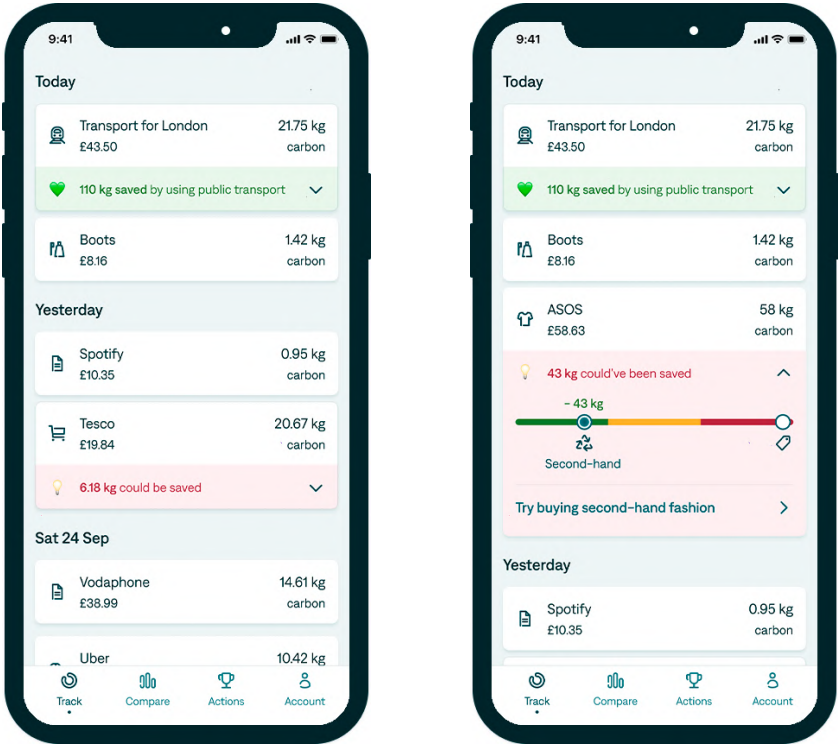 9:41
Today
Transport for London 21.75 kg
£43.50 carbon
110 kg saved by using public transport
Boots 1.42 kg
£8.16 carbon
Yesterday
Spotify 0.95 kg
£10.35 carbon
Tesco 20.67 kg
£19.84 carbon
6.18 kg could be saved
Sat 24 Sep
Vodaphone 14.61 kg
£38.99 carbon
Uber 10.42 kg
Track Compare Actions Account
9:41
Today
Transport for London 21.75 kg
£43.50 carbon
110 kg saved by using public transport
Boots 1.42 kg
£8.16 carbon
ASOS 58 kg
£58.63 carbon
43 kg could've been saved
- 43 kg
Second-hand
Try buying second-hand fashion
Yesterday
Spotify 0.95 kg
£10.35 carbon
Track Compare Actions Account